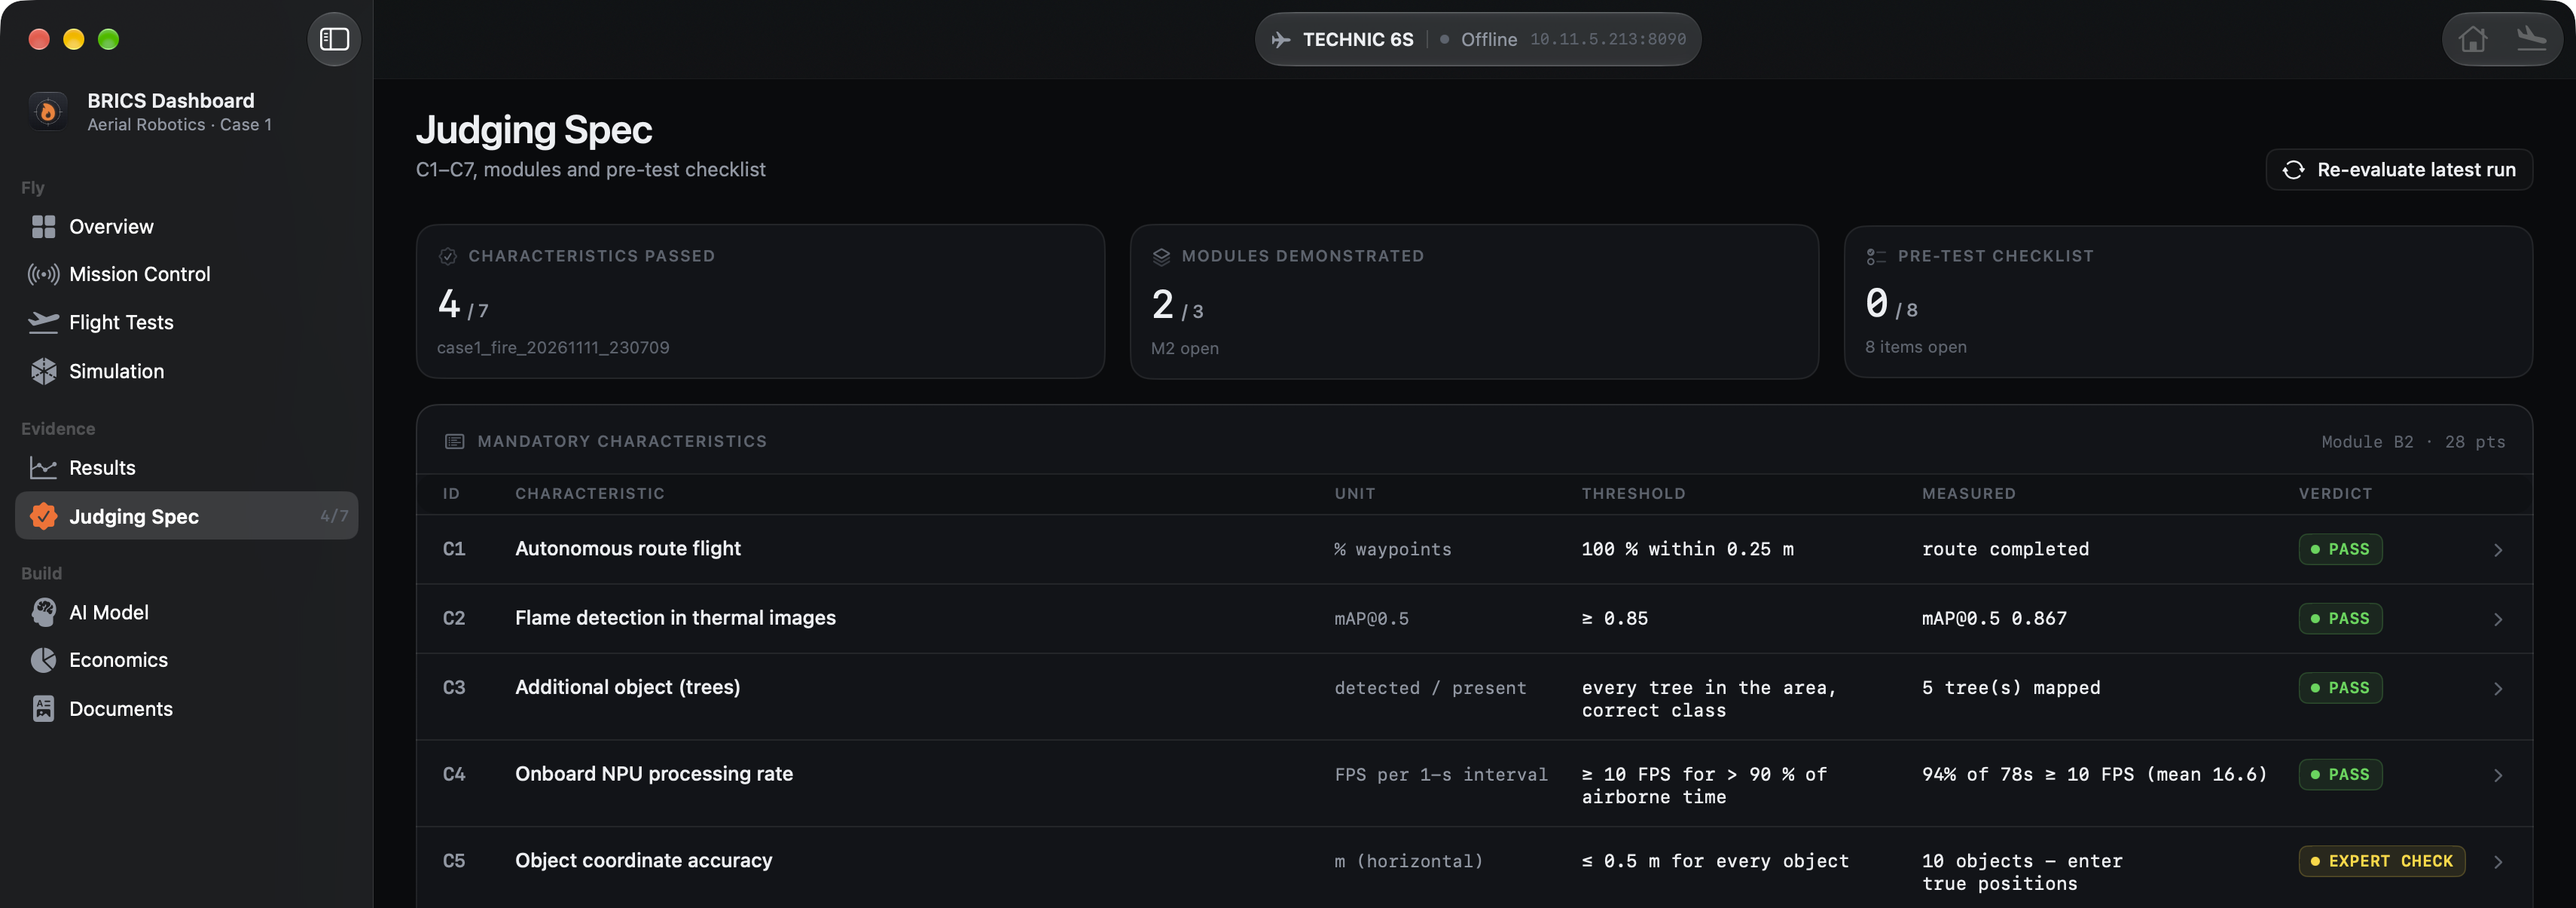 TECHNIC 6S
Offline
10.11.5.213:8090
BRICS Dashboard
Aerial Robotics · Case 1
Fly
Overview
Mission Control
Flight Tests
Simulation
Evidence
Results
Judging Spec 4/7
Build
AI Model
Economics
Documents
Judging Spec
C1–C7, modules and pre-test checklist
Re-evaluate latest run
CHARACTERISTICS PASSED
4 / 7
case1_fire_20261111_230709
MODULES DEMONSTRATED
2 / 3
M2 open
PRE-TEST CHECKLIST
0 / 8
8 items open
MANDATORY CHARACTERISTICS
Module B2 · 28 pts
ID CHARACTERISTIC UNIT THRESHOLD MEASURED VERDICT
C1 Autonomous route flight % waypoints 100 % within 0.25 m route completed PASS
C2 Flame detection in thermal images mAP@0.5 ≥ 0.85 mAP@0.5 0.867 PASS
C3 Additional object (trees) detected / present every tree in the area, 5 tree(s) mapped PASS
correct class
C4 Onboard NPU processing rate FPS per 1-s interval ≥ 10 FPS for > 90 % of 94% of 78s ≥ 10 FPS (mean 16.6) PASS
airborne time
C5 Object coordinate accuracy m (horizontal) ≤ 0.5 m for every object 10 objects — enter EXPERT CHECK
true positions